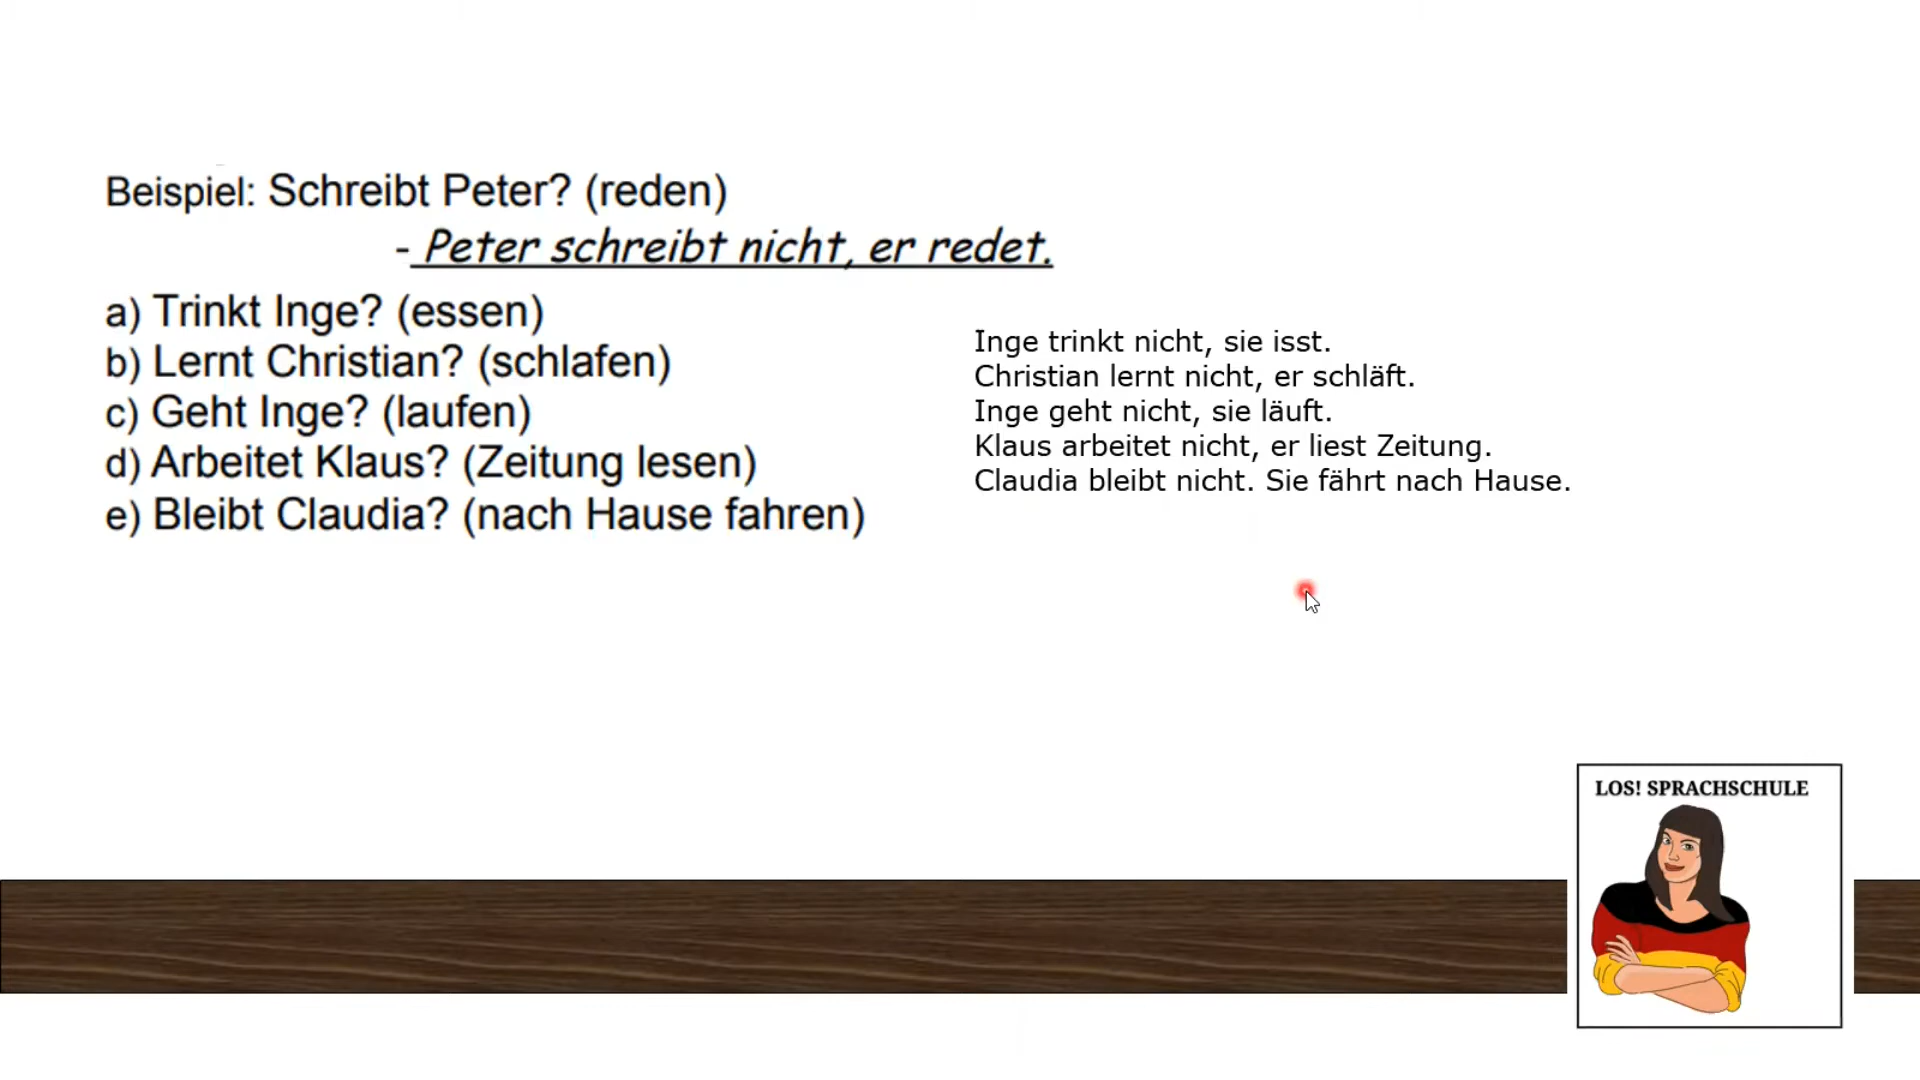 Beispiel: Schreibt Peter? (reden)
- Peter schreibt nicht, er redet.
a) Trinkt Inge? (essen)
b) Lernt Christian? (schlafen)
c) Geht Inge? (laufen)
d) Arbeitet Klaus? (Zeitung lesen)
e) Bleibt Claudia? (nach Hause fahren)
Inge trinkt nicht, sie isst.
Christian lernt nicht, er schläft.
Inge geht nicht, sie läuft.
Klaus arbeitet nicht, er liest Zeitung.
Claudia bleibt nicht. Sie fährt nach Hause.
LOS! SPRACHSCHULE